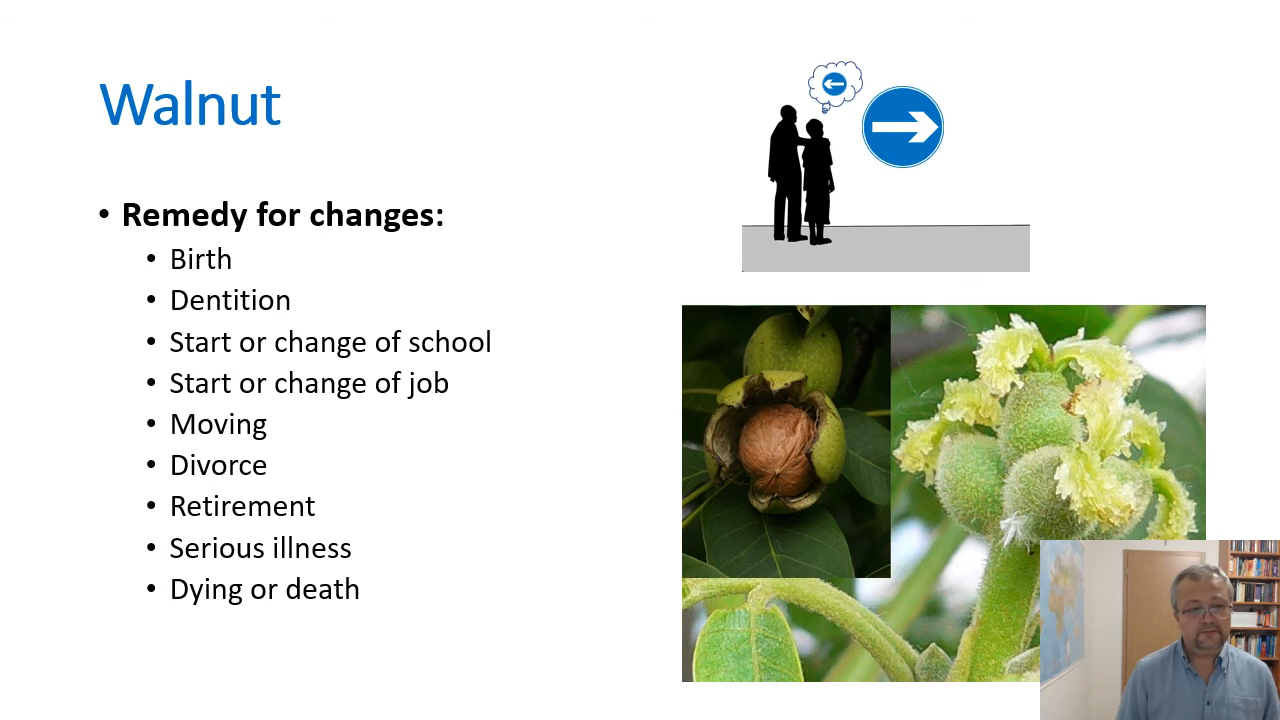 Walnut
• Remedy for changes:
• Birth
• Dentition
• Start or change of school
• Start or change of job
• Moving
• Divorce
• Retirement
• Serious illness
• Dying or death